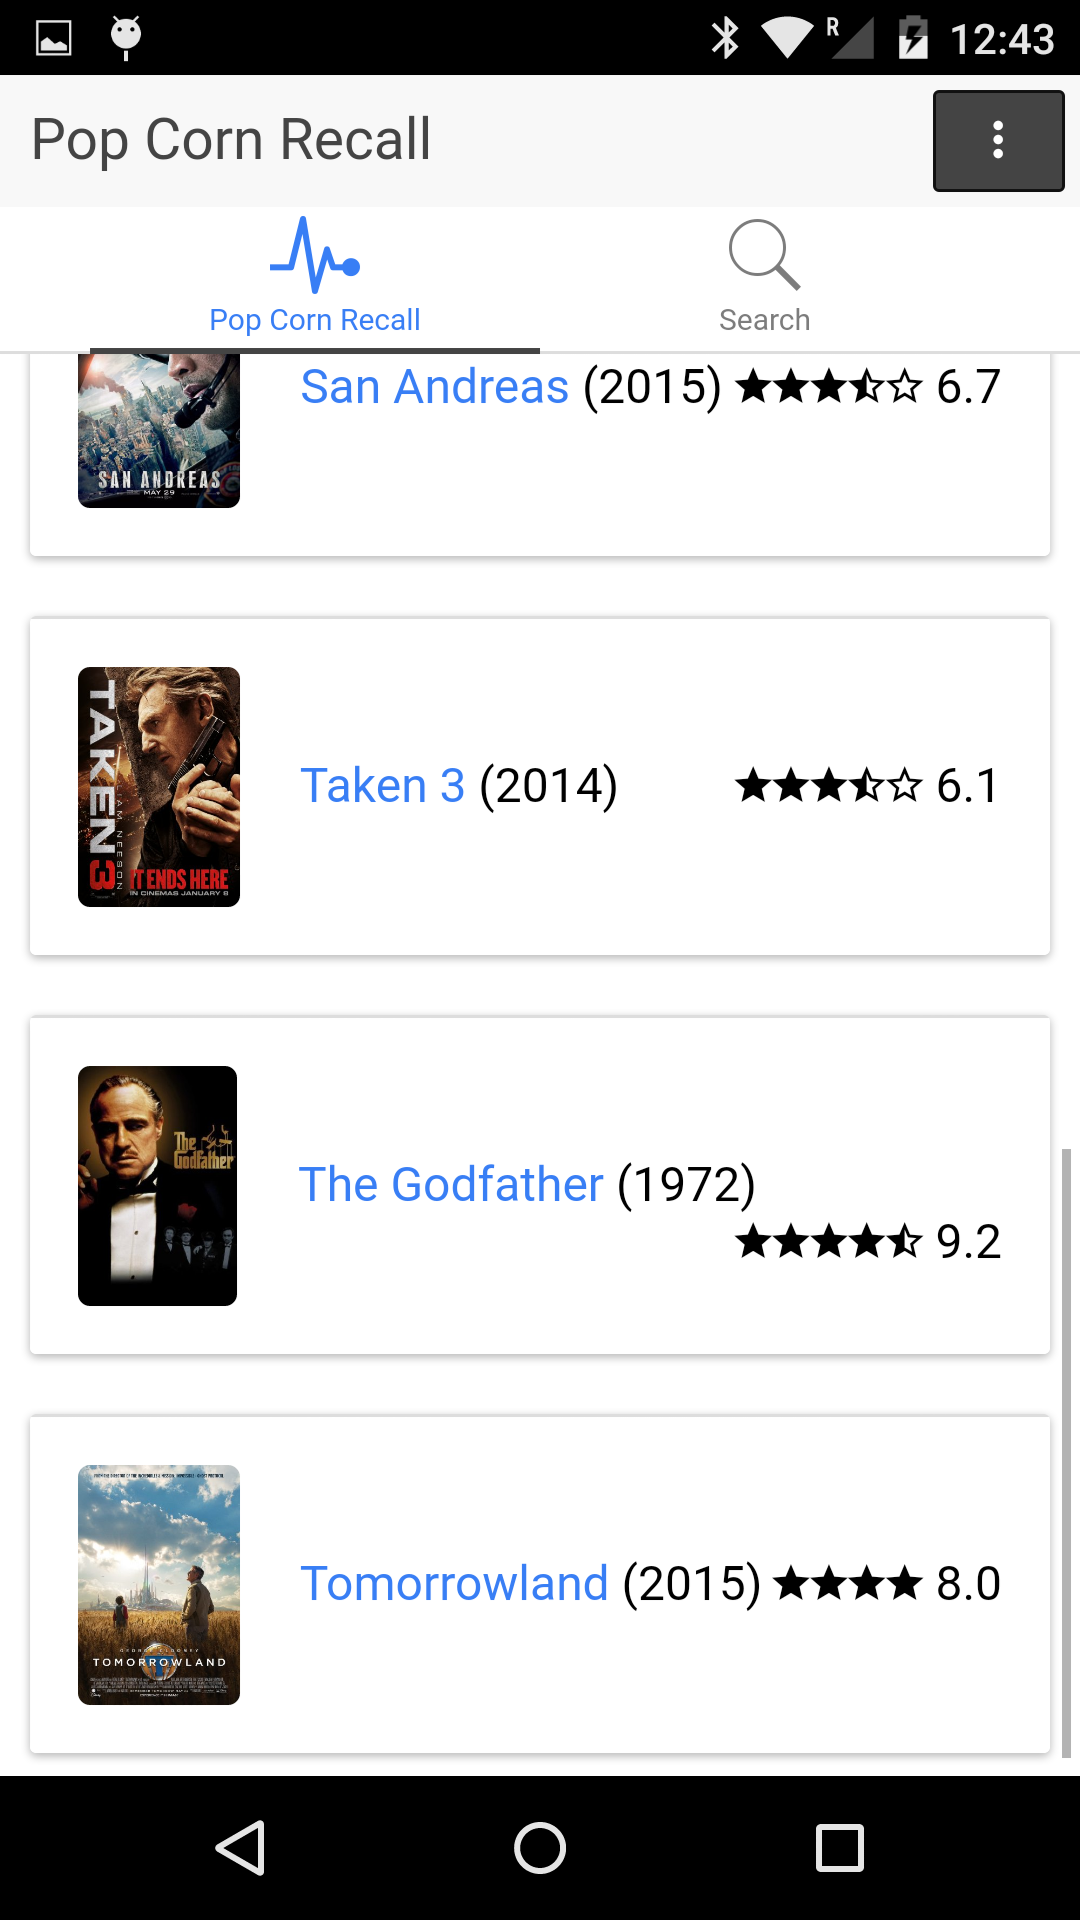 R 12:43
Pop Corn Recall
Pop Corn Recall
Search
San Andreas (2015) 6.7
SAN ANDREAS
MAY 29
TAKEN 3
LIAM NEESON
IT ENDS HERE
IN CINEMAS JANUARY 8
Taken 3 (2014) 6.1
The Godfather
The Godfather (1972)
9.2
GEORGE CLOONEY
TOMORROWLAND
Tomorrowland (2015) 8.0